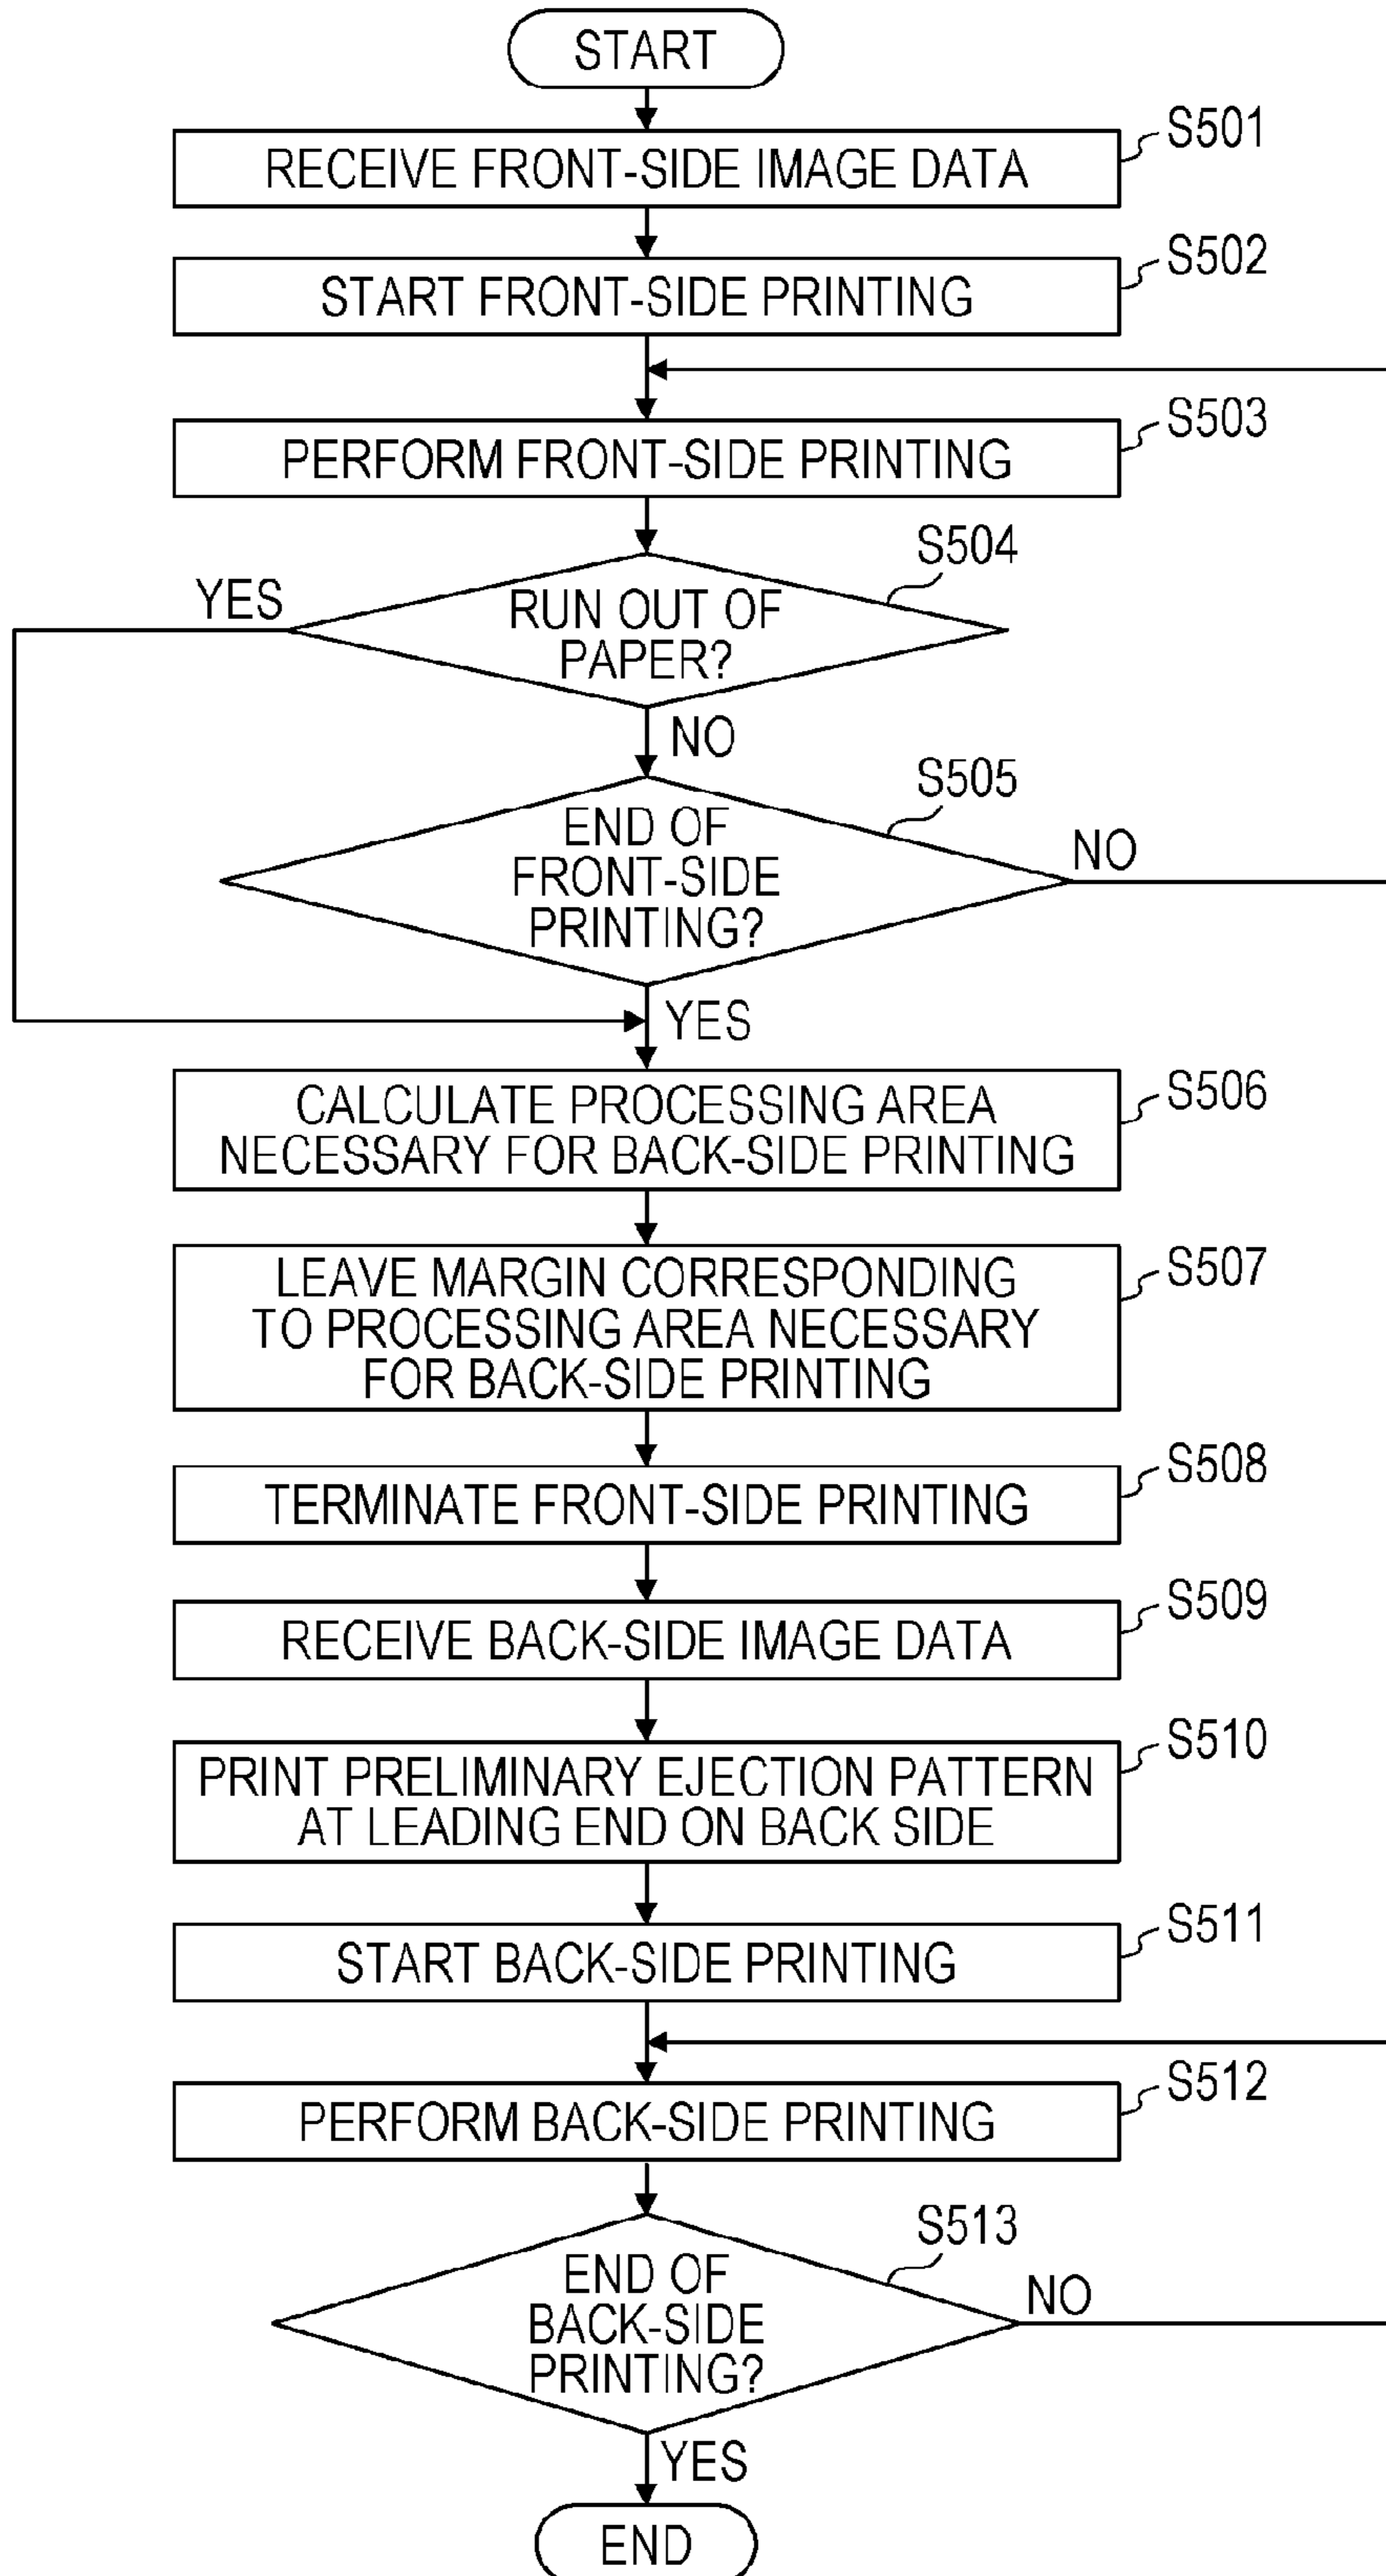 START
RECEIVE FRONT-SIDE IMAGE DATA
S501
START FRONT-SIDE PRINTING
S502
PERFORM FRONT-SIDE PRINTING
S503
RUN OUT OF
PAPER?
S504
YES
NO
END OF
FRONT-SIDE
PRINTING?
S505
NO
YES
CALCULATE PROCESSING AREA
NECESSARY FOR BACK-SIDE PRINTING
S506
LEAVE MARGIN CORRESPONDING
TO PROCESSING AREA NECESSARY
FOR BACK-SIDE PRINTING
S507
TERMINATE FRONT-SIDE PRINTING
S508
RECEIVE BACK-SIDE IMAGE DATA
S509
PRINT PRELIMINARY EJECTION PATTERN
AT LEADING END ON BACK SIDE
S510
START BACK-SIDE PRINTING
S511
PERFORM BACK-SIDE PRINTING
S512
END OF
BACK-SIDE
PRINTING?
S513
NO
YES
END